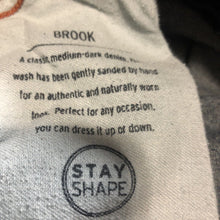 BROOK
A classic medium-dark denim.
wash has been gently sanded by hand
for an authentic and naturally worn
look. Perfect for any occasion,
you can dress it up or down.
STAY
SHAPE